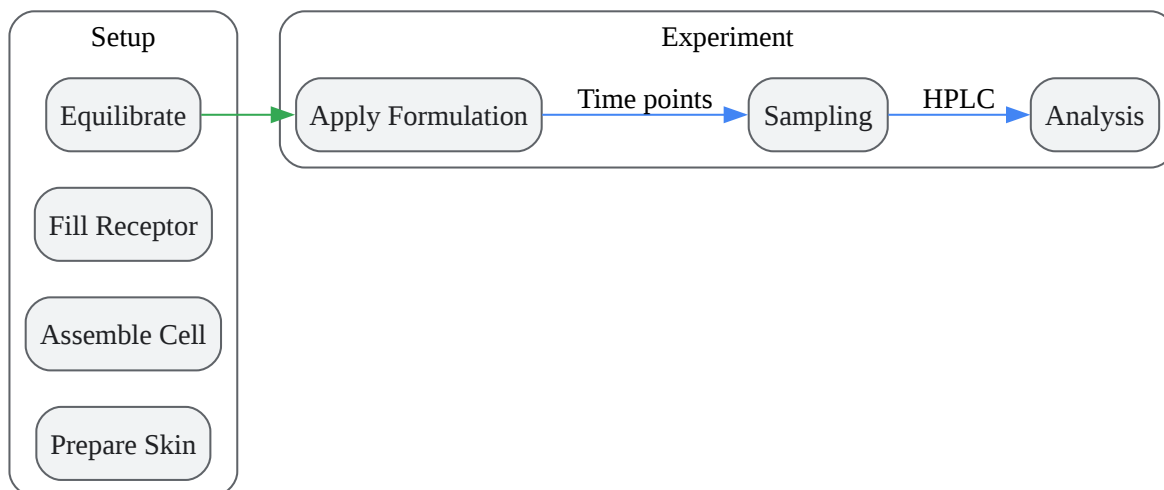 Setup
Equilibrate
Fill Receptor
Assemble Cell
Prepare Skin
Experiment
Apply Formulation
Time points
Sampling
HPLC
Analysis